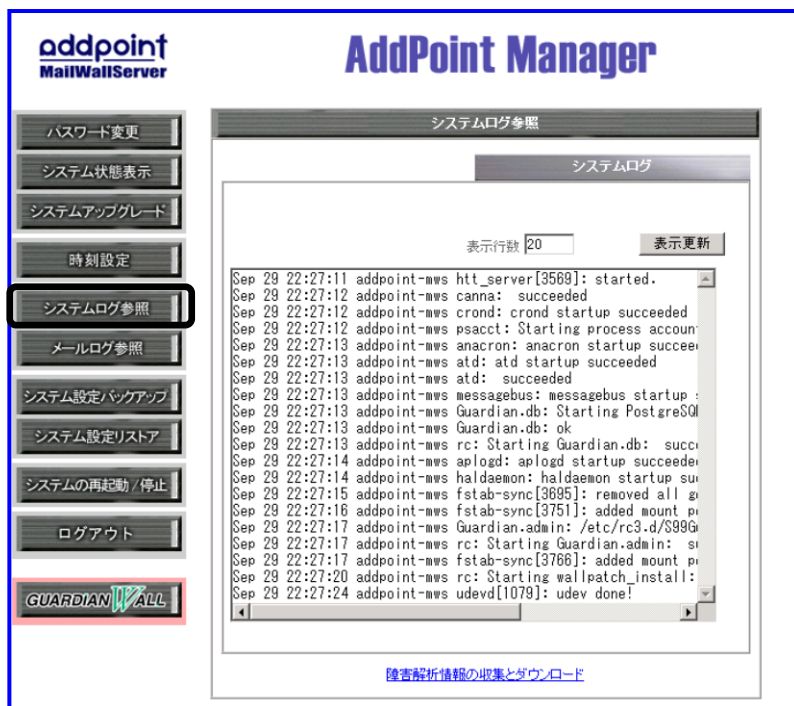 addpoint
MailWallServer
AddPoint Manager
パスワード変更
システム状態表示
システムアップグレード
時刻設定
システムログ参照
メールログ参照
システム設定バックアップ
システム設定リストア
システムの再起動/停止
ログアウト
GUARDIAN WALL
システムログ参照
システムログ
表示行数 20 表示更新
Sep 29 22:27:11 addpoint-mws htt_server[3569]: started.
Sep 29 22:27:12 addpoint-mws canna:  succeeded
Sep 29 22:27:12 addpoint-mws crond: crond startup succeeded
Sep 29 22:27:12 addpoint-mws psacct: Starting process accoun
Sep 29 22:27:13 addpoint-mws anacron: anacron startup succee
Sep 29 22:27:13 addpoint-mws atd: atd startup succeeded
Sep 29 22:27:13 addpoint-mws atd:  succeeded
Sep 29 22:27:13 addpoint-mws messagebus: messagebus startup
Sep 29 22:27:13 addpoint-mws Guardian.db: Starting PostgreSQ
Sep 29 22:27:13 addpoint-mws Guardian.db: ok
Sep 29 22:27:13 addpoint-mws rc: Starting Guardian.db:  succ
Sep 29 22:27:14 addpoint-mws aplogd: aplogd startup succeede
Sep 29 22:27:14 addpoint-mws haldaemon: haldaemon startup su
Sep 29 22:27:15 addpoint-mws fstab-sync[3695]: removed all g
Sep 29 22:27:16 addpoint-mws fstab-sync[3751]: added mount p
Sep 29 22:27:17 addpoint-mws Guardian.admin: /etc/rc3.d/S99G
Sep 29 22:27:17 addpoint-mws rc: Starting Guardian.admin:  s
Sep 29 22:27:17 addpoint-mws fstab-sync[3766]: added mount p
Sep 29 22:27:20 addpoint-mws rc: Starting wallpatch_install:
Sep 29 22:27:24 addpoint-mws udevd[1079]: udev done!
障害解析情報の収集とダウンロード